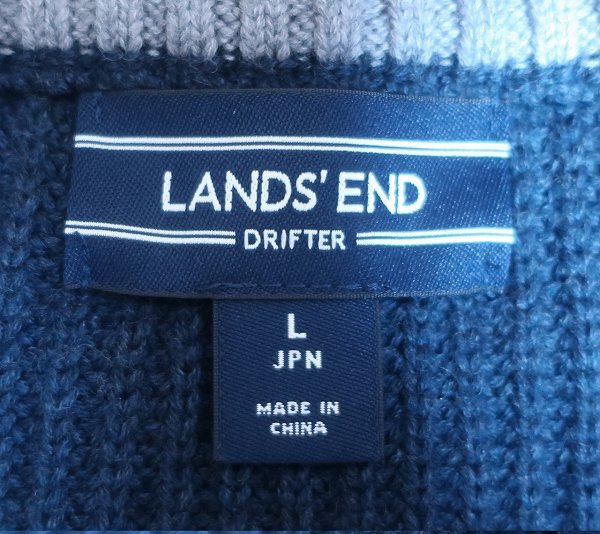 LANDS' END
DRIFTER
L
JPN
MADE IN
CHINA